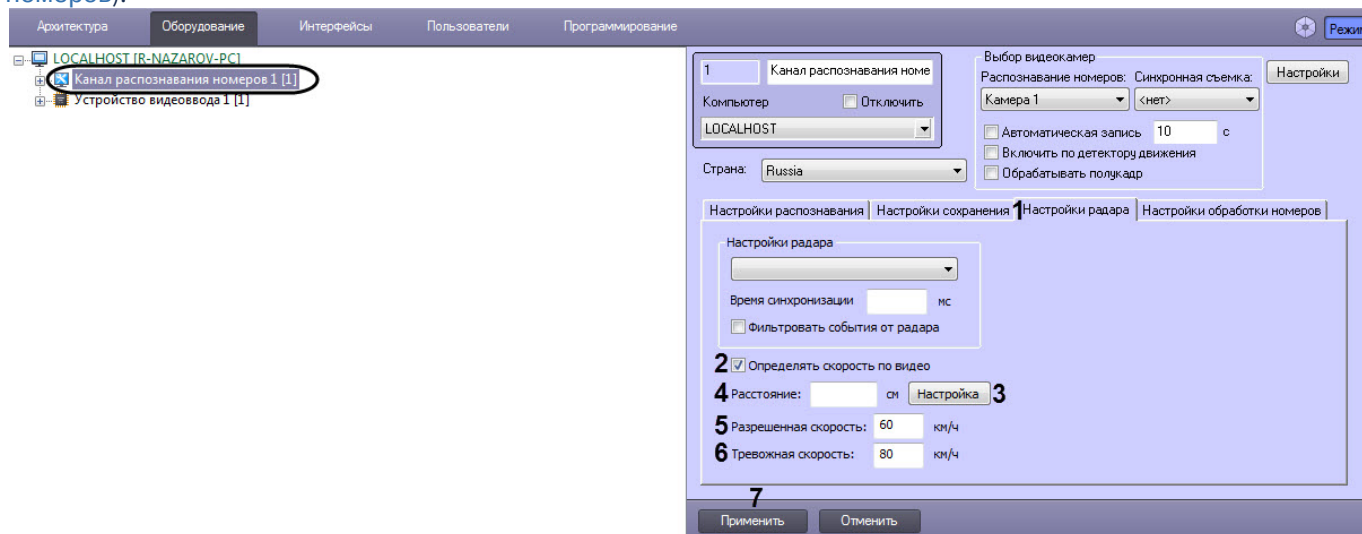 номеров).
Архитектура Оборудование Интерфейсы Пользователи Программирование Режим
LOCALHOST [R-NAZAROV-PC]
Канал распознавания номеров 1 [1]
Устройство видеоввода 1 [1]
1 Канал распознавания номе
Компьютер Отключить
LOCALHOST
Страна: Russia
Выбор видеокамер
Распознавание номеров: Синхронная съемка: Настройки
Камера 1 <нет>
Автоматическая запись 10 с
Включить по детектору движения
Обрабатывать полукадр
Настройки распознавания Настройки сохранения 1 Настройки радара Настройки обработки номеров
Настройки радара
Время синхронизации мс
Фильтровать события от радара
2 Определять скорость по видео
4 Расстояние: см Настройка 3
5 Разрешенная скорость: 60 км/ч
6 Тревожная скорость: 80 км/ч
7
Применить Отменить